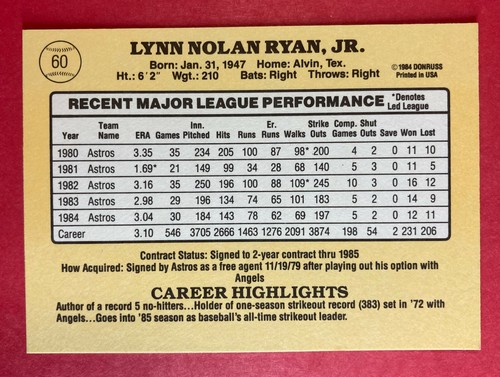 60
LYNN NOLAN RYAN, JR.
Born: Jan. 31, 1947 Home: Alvin, Tex.
Ht.: 6'2" Wgt.: 210 Bats: Right Throws: Right
© 1984 DONRUSS
Printed in USA
RECENT MAJOR LEAGUE PERFORMANCE *Denotes Led League
Year Team Name ERA Games Inn. Pitched Hits Runs Er. Runs Walks Strike Outs Comp. Games Shut Outs Save Won Lost
1980 Astros 3.35 35 234 205 100 87 98* 200 4 2 0 11 10
1981 Astros 1.69* 21 149 99 34 28 68 140 5 3 0 11 5
1982 Astros 3.16 35 250 196 100 88 109* 245 10 3 0 16 12
1983 Astros 2.98 29 196 134 74 65 101 183 5 2 0 14 9
1984 Astros 3.04 30 184 143 78 62 69 197 5 2 0 12 11
Career 3.10 546 3705 2666 1463 1276 2091 3874 198 54 2 231 206
Contract Status: Signed to 2-year contract thru 1985
How Acquired: Signed by Astros as a free agent 11/19/79 after playing out his option with
Angels
CAREER HIGHLIGHTS
Author of a record 5 no-hitters...Holder of one-season strikeout record (383) set in '72 with
Angels...Goes into '85 season as baseball's all-time strikeout leader.